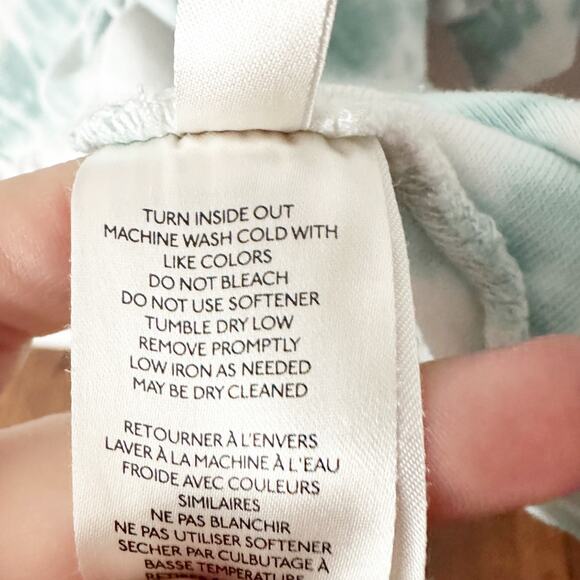 TURN INSIDE OUT
MACHINE WASH COLD WITH
LIKE COLORS
DO NOT BLEACH
DO NOT USE SOFTENER
TUMBLE DRY LOW
REMOVE PROMPTLY
LOW IRON AS NEEDED
MAY BE DRY CLEANED
RETOURNER À L'ENVERS
LAVER À LA MACHINE À L'EAU
FROIDE AVEC COULEURS
SIMILAIRES
NE PAS BLANCHIR
NE PAS UTILISER SOFTENER
SECHER PAR CULBUTAGE À
BASSE TEMPERATURE